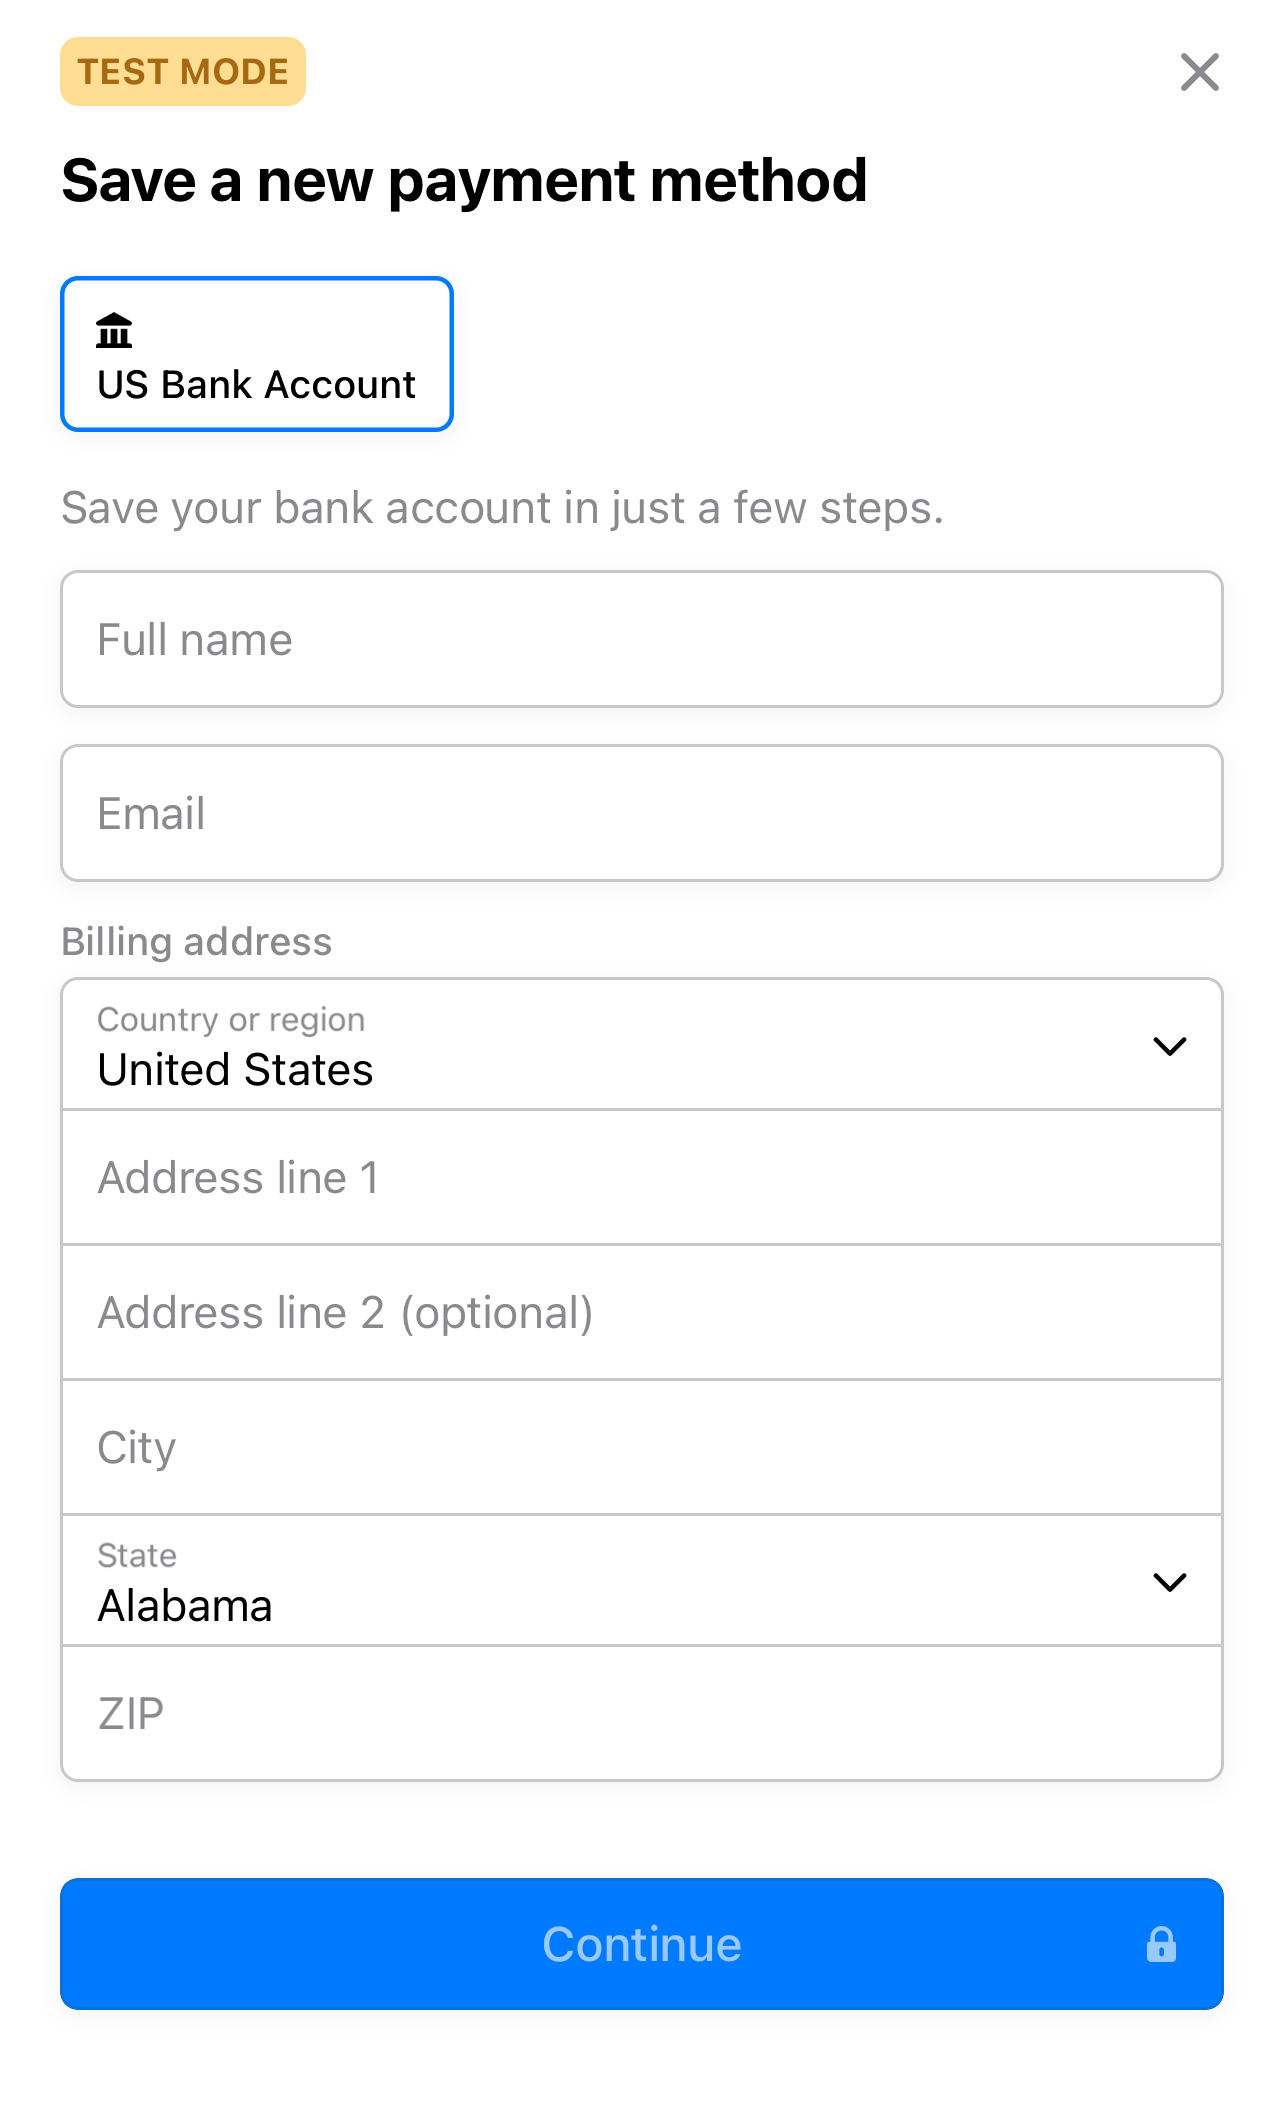 TEST MODE
Save a new payment method
US Bank Account
Save your bank account in just a few steps.
Full name
Email
Billing address
Country or region
United States
Address line 1
Address line 2 (optional)
City
State
Alabama
ZIP
Continue